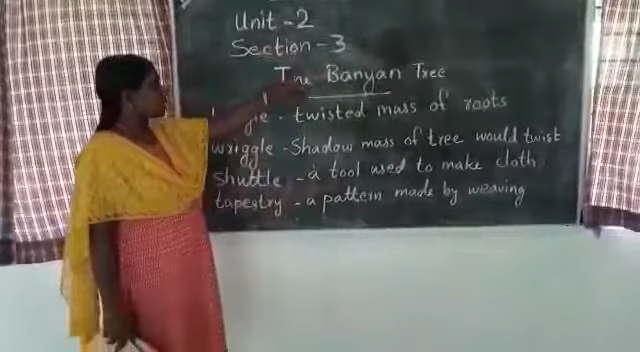 Unit - 2
Section - 3
The Banyan Tree
- twisted mass of roots
wriggle - Shadow mass of tree would twist
Shuttle - a tool used to make cloth.
tapestry - a pattern made by weaving